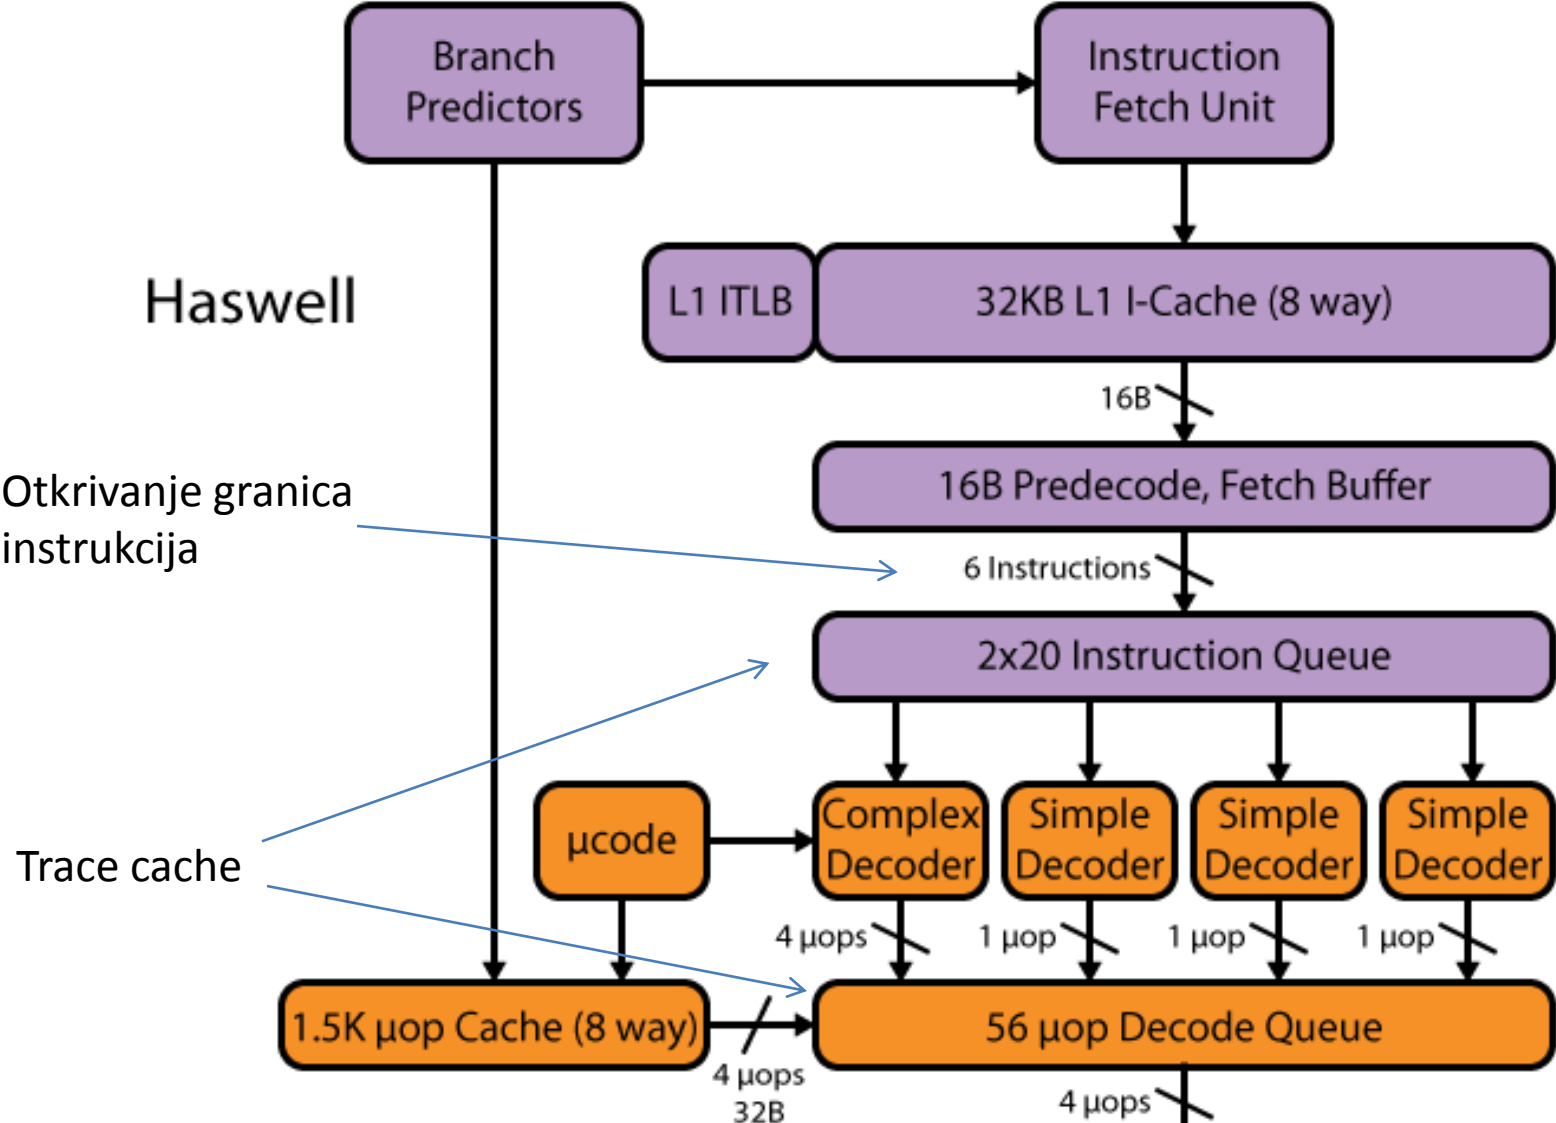 Branch
Predictors
Instruction
Fetch Unit
Haswell
L1 ITLB
32KB L1 I-Cache (8 way)
16B
Otkrivanje granica
instrukcija
16B Predecode, Fetch Buffer
6 Instructions
2x20 Instruction Queue
Trace cache
µcode
Complex
Decoder
Simple
Decoder
Simple
Decoder
Simple
Decoder
4 µops
1 µop
1 µop
1 µop
1.5K µop Cache (8 way)
4 µops
32B
56 µop Decode Queue
4 µops